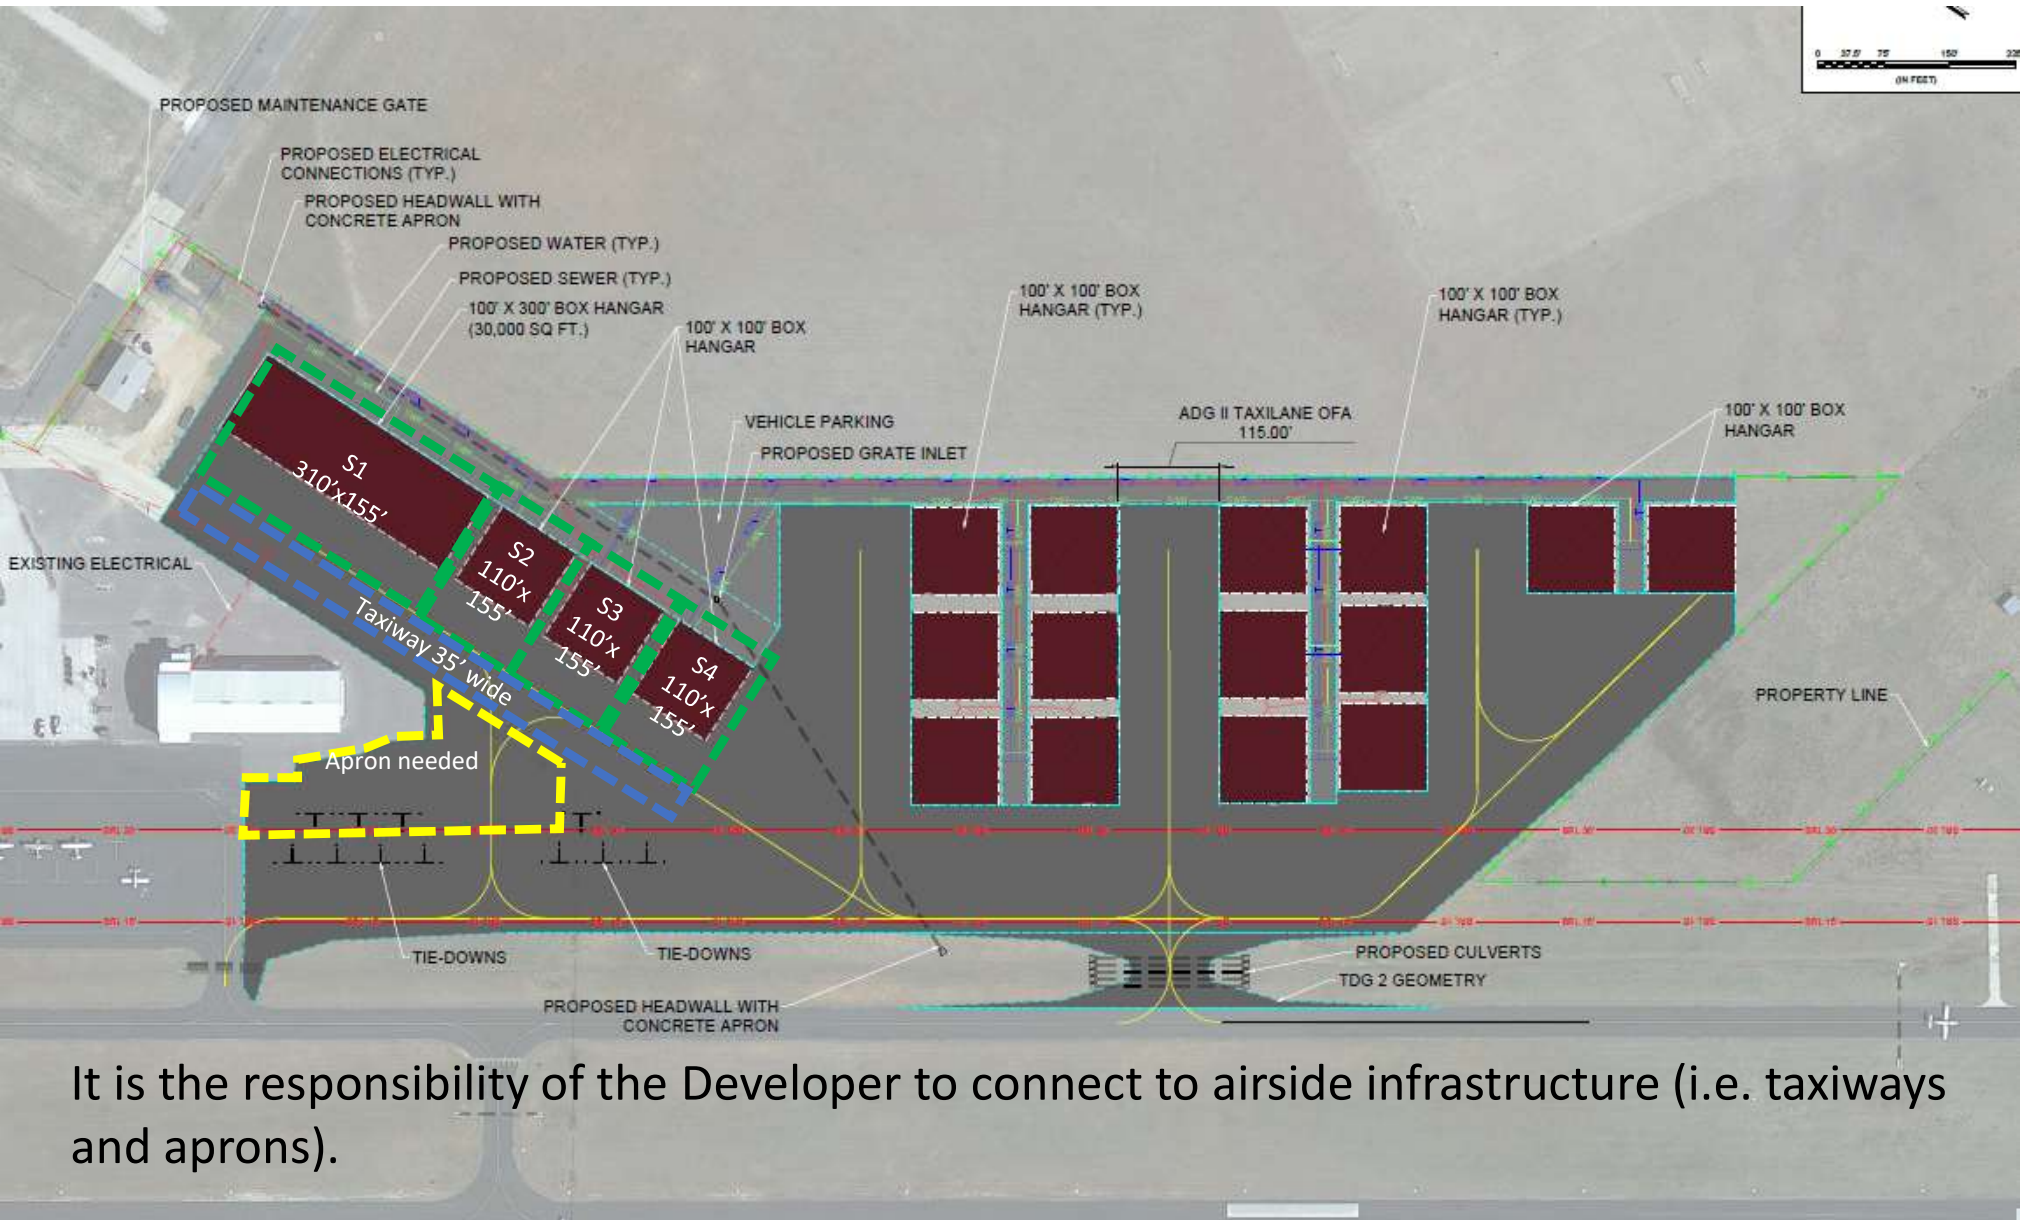 0 37.5' 75' 150'
(IN FEET)
PROPOSED MAINTENANCE GATE
PROPOSED ELECTRICAL
CONNECTIONS (TYP.)
PROPOSED HEADWALL WITH
CONCRETE APRON
PROPOSED WATER (TYP.)
PROPOSED SEWER (TYP.)
100' X 300' BOX HANGAR
(30,000 SQ FT.)
100' X 100' BOX
HANGAR
100' X 100' BOX
HANGAR (TYP.)
100' X 100' BOX
HANGAR (TYP.)
VEHICLE PARKING
PROPOSED GRATE INLET
ADG II TAXILANE OFA
115.00'
100' X 100' BOX
HANGAR
S1
310'x155'
S2
110'x
155'
S3
110'x
155'
S4
110'x
155'
EXISTING ELECTRICAL
Taxiway 35' wide
Apron needed
PROPERTY LINE
TIE-DOWNS
TIE-DOWNS
PROPOSED HEADWALL WITH
CONCRETE APRON
PROPOSED CULVERTS
TDG 2 GEOMETRY
It is the responsibility of the Developer to connect to airside infrastructure (i.e. taxiways
and aprons).